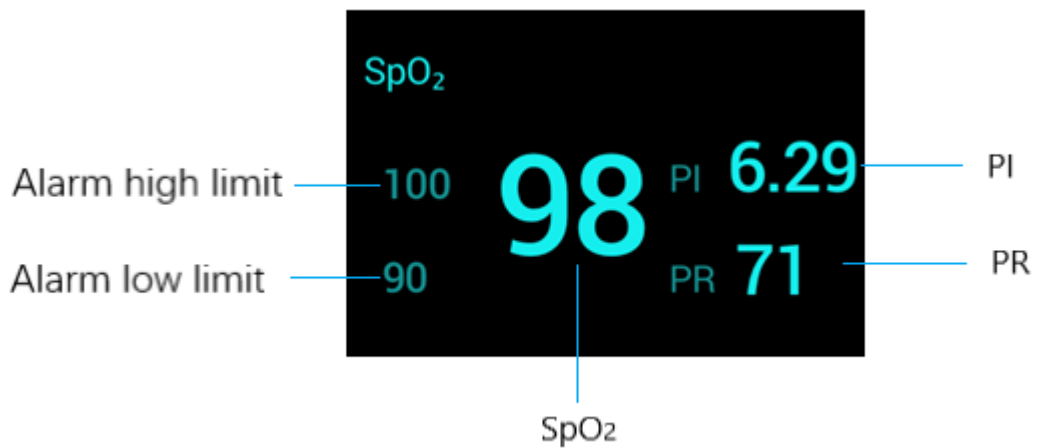 SpO₂
Alarm high limit 100 98 PI 6.29 PI
Alarm low limit 90 PR 71 PR
SpO2